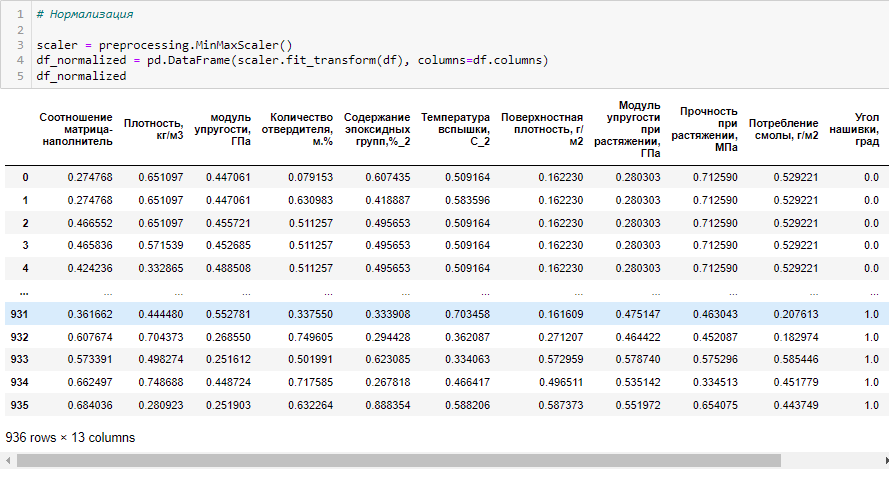 1 # Нормализация
2
3 scaler = preprocessing.MinMaxScaler()
4 df_normalized = pd.DataFrame(scaler.fit_transform(df), columns=df.columns)
5 df_normalized
Соотношение матрица-наполнитель Плотность, кг/м3 модуль упругости, ГПа Количество отвердителя, м.% Содержание эпоксидных групп,%_2 Температура вспышки, С_2 Поверхностная плотность, г/м2 Модуль упругости при растяжении, ГПа Прочность при растяжении, МПа Потребление смолы, г/м2 Угол нашивки, град
0 0.274768 0.651097 0.447061 0.079153 0.607435 0.509164 0.162230 0.280303 0.712590 0.529221 0.0
1 0.274768 0.651097 0.447061 0.630983 0.418887 0.583596 0.162230 0.280303 0.712590 0.529221 0.0
2 0.466552 0.651097 0.455721 0.511257 0.495653 0.509164 0.162230 0.280303 0.712590 0.529221 0.0
3 0.465836 0.571539 0.452685 0.511257 0.495653 0.509164 0.162230 0.280303 0.712590 0.529221 0.0
4 0.424236 0.332865 0.488508 0.511257 0.495653 0.509164 0.162230 0.280303 0.712590 0.529221 0.0
... ... ... ... ... ... ... ... ... ... ... ...
931 0.361662 0.444480 0.552781 0.337550 0.333908 0.703458 0.161609 0.475147 0.463043 0.207613 1.0
932 0.607674 0.704373 0.268550 0.749605 0.294428 0.362087 0.271207 0.464422 0.452087 0.182974 1.0
933 0.573391 0.498274 0.251612 0.501991 0.623085 0.334063 0.572959 0.578740 0.575296 0.585446 1.0
934 0.662497 0.748688 0.448724 0.717585 0.267818 0.466417 0.496511 0.535142 0.334513 0.451779 1.0
935 0.684036 0.280923 0.251903 0.632264 0.888354 0.588206 0.587373 0.551972 0.654075 0.443749 1.0
936 rows × 13 columns